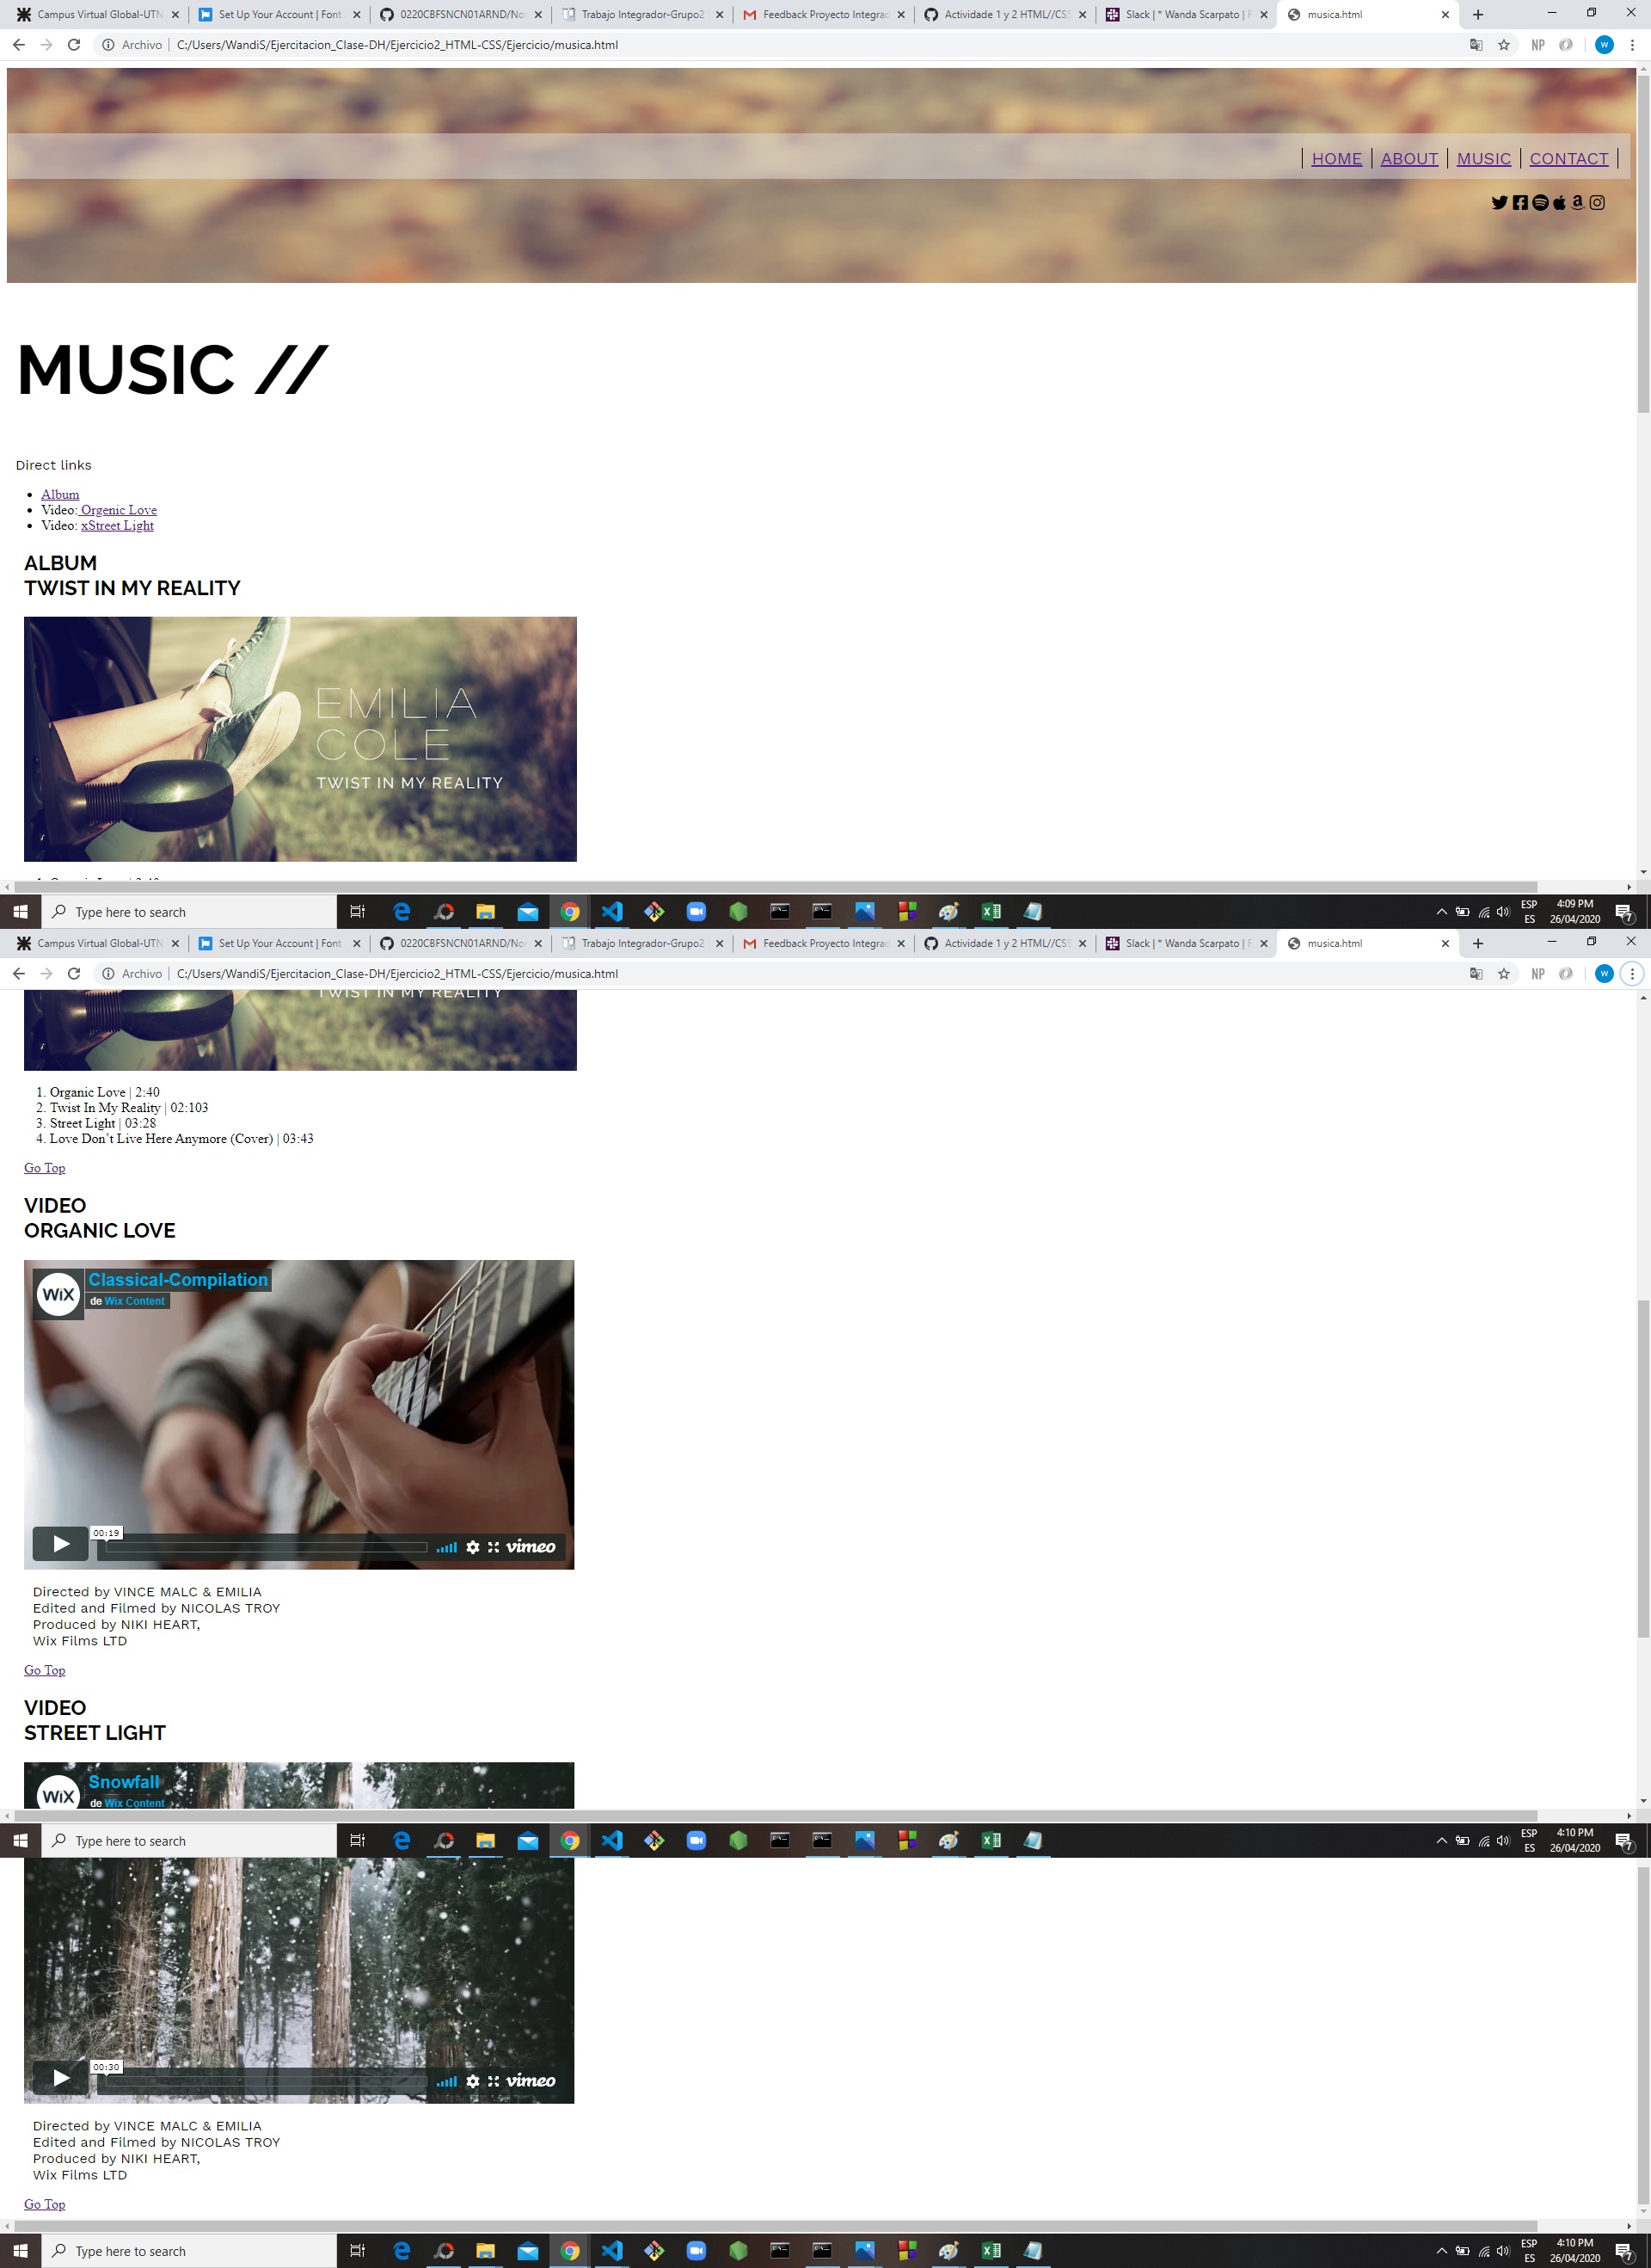 Campus Virtual Global-UTN
Set Up Your Account | Font
0220CBFSNCN01ARND/No
Trabajo Integrador-Grupo2
Feedback Proyecto Integrad
Actividade 1 y 2 HTML//CSS
Slack | * Wanda Scarpato | F
musica.html
Archivo | C:/Users/WandiS/Ejercitacion_Clase-DH/Ejercicio2_HTML-CSS/Ejercicio/musica.html
NP
W
HOME | ABOUT | MUSIC | CONTACT
MUSIC //
Direct links
Album
Video: Orgenic Love
Video: xStreet Light
ALBUM
TWIST IN MY REALITY
EMILIA
COLE
TWIST IN MY REALITY
Type here to search
ESP
ES
4:09 PM
26/04/2020
7
Campus Virtual Global-UTN
Set Up Your Account | Font
0220CBFSNCN01ARND/No
Trabajo Integrador-Grupo2
Feedback Proyecto Integrad
Actividade 1 y 2 HTML//CSS
Slack | * Wanda Scarpato | F
musica.html
Archivo | C:/Users/WandiS/Ejercitacion_Clase-DH/Ejercicio2_HTML-CSS/Ejercicio/musica.html
NP
W
TWIST IN MY REALITY
1. Organic Love | 2:40
2. Twist In My Reality | 02:103
3. Street Light | 03:28
4. Love Don’t Live Here Anymore (Cover) | 03:43
Go Top
VIDEO
ORGANIC LOVE
WiX
Classical-Compilation
de Wix Content
00:19
vimeo
Directed by VINCE MALC & EMILIA
Edited and Filmed by NICOLAS TROY
Produced by NIKI HEART,
Wix Films LTD
Go Top
VIDEO
STREET LIGHT
WiX
Snowfall
de Wix Content
Type here to search
ESP
ES
4:10 PM
26/04/2020
7
00:30
vimeo
Directed by VINCE MALC & EMILIA
Edited and Filmed by NICOLAS TROY
Produced by NIKI HEART,
Wix Films LTD
Go Top
Type here to search
ESP
ES
4:10 PM
26/04/2020
7